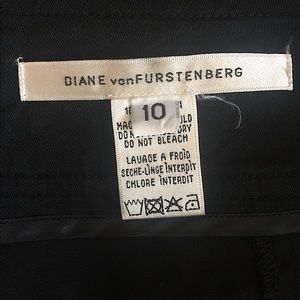 DIANE vonFURSTENBERG
10
DO NOT BLEACH
LAVAGE A FROID
SECHE-LINGE INTERDIT
CHLORE INTERDIT